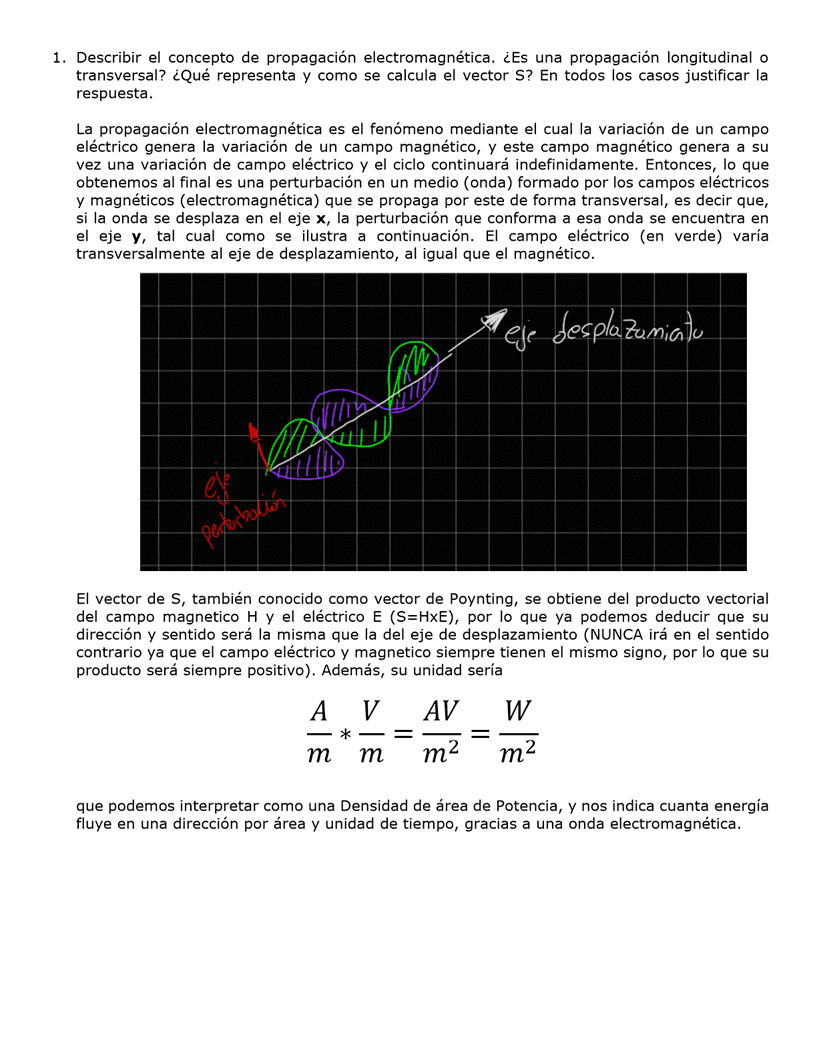 1. Describir el concepto de propagación electromagnética. ¿Es una propagación longitudinal o
transversal? ¿Qué representa y como se calcula el vector S? En todos los casos justificar la
respuesta.
La propagación electromagnética es el fenómeno mediante el cual la variación de un campo
eléctrico genera la variación de un campo magnético, y este campo magnético genera a su
vez una variación de campo eléctrico y el ciclo continuará indefinidamente. Entonces, lo que
obtenemos al final es una perturbación en un medio (onda) formado por los campos eléctricos
y magnéticos (electromagnética) que se propaga por este de forma transversal, es decir que,
si la onda se desplaza en el eje x, la perturbación que conforma a esa onda se encuentra en
el eje y, tal cual como se ilustra a continuación. El campo eléctrico (en verde) varía
transversalmente al eje de desplazamiento, al igual que el magnético.
eje desplazamiato
eje
perturbación
El vector de S, también conocido como vector de Poynting, se obtiene del producto vectorial
del campo magnetico H y el eléctrico E (S=HxE), por lo que ya podemos deducir que su
dirección y sentido será la misma que la del eje de desplazamiento (NUNCA irá en el sentido
contrario ya que el campo eléctrico y magnetico siempre tienen el mismo signo, por lo que su
producto será siempre positivo). Además, su unidad sería
A/m * V/m = AV/m² = W/m²
que podemos interpretar como una Densidad de área de Potencia, y nos indica cuanta energía
fluye en una dirección por área y unidad de tiempo, gracias a una onda electromagnética.